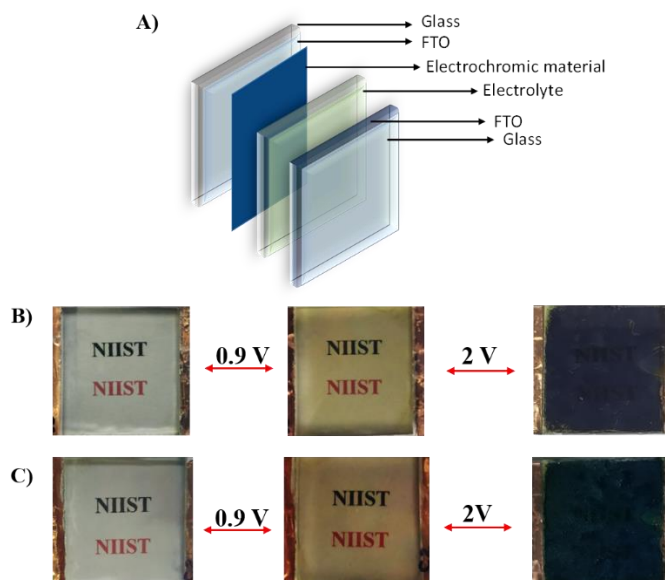 A)
Glass
FTO
Electrochromic material
Electrolyte
FTO
Glass
B)
NIIST
NIIST
0.9 V
NIIST
NIIST
2 V
NIIST
C)
NIIST
NIIST
0.9 V
NIIST
NIIST
2V